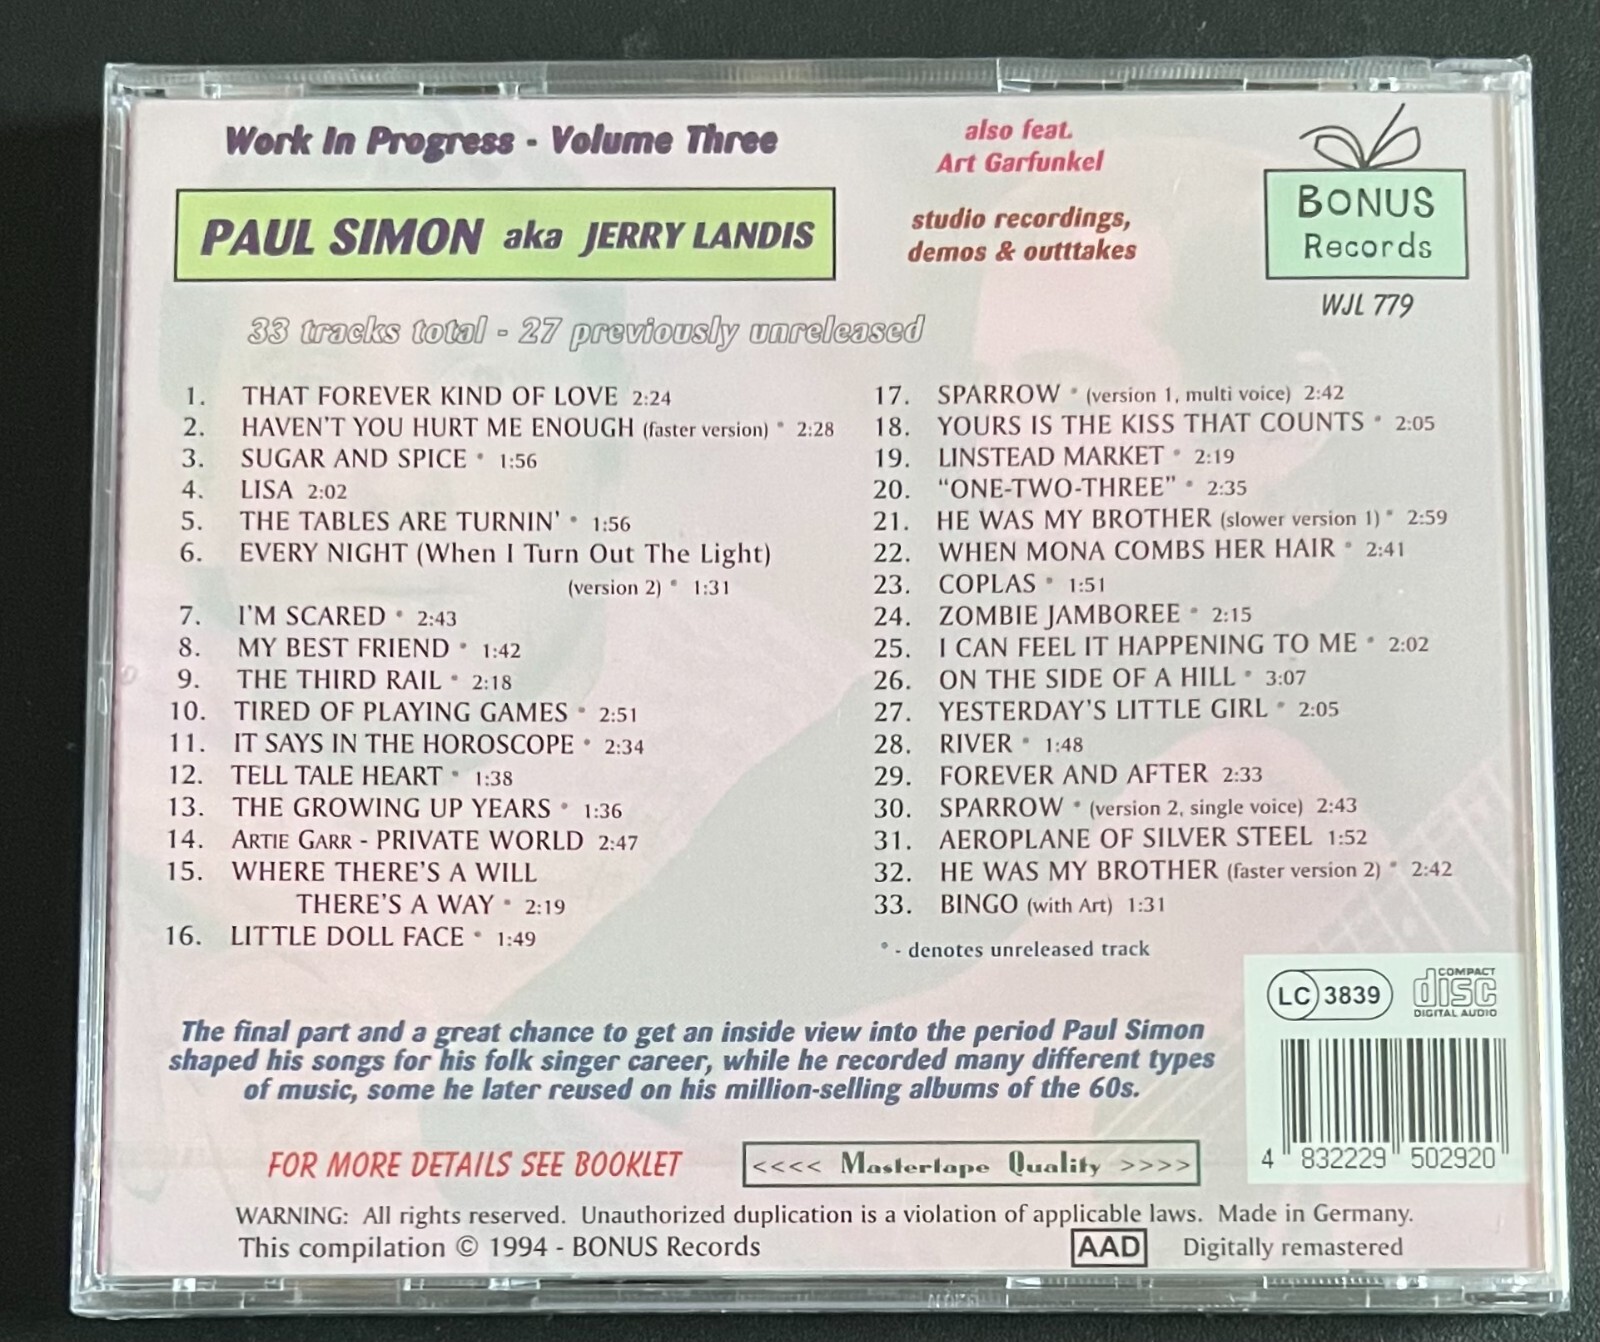 Work In Progress - Volume Three
PAUL SIMON aka JERRY LANDIS
also feat.
Art Garfunkel
studio recordings,
demos & outttakes
BONUS
Records
WJL 779
33 tracks total - 27 previously unreleased
1. THAT FOREVER KIND OF LOVE 2:24
2. HAVEN'T YOU HURT ME ENOUGH (faster version) * 2:28
3. SUGAR AND SPICE * 1:56
4. LISA 2:02
5. THE TABLES ARE TURNIN' * 1:56
6. EVERY NIGHT (When I Turn Out The Light)
(version 2) * 1:31
7. I'M SCARED * 2:43
8. MY BEST FRIEND * 1:42
9. THE THIRD RAIL * 2:18
10. TIRED OF PLAYING GAMES * 2:51
11. IT SAYS IN THE HOROSCOPE * 2:34
12. TELL TALE HEART * 1:38
13. THE GROWING UP YEARS * 1:36
14. ARTIE GARR - PRIVATE WORLD 2:47
15. WHERE THERE'S A WILL
THERE'S A WAY * 2:19
16. LITTLE DOLL FACE * 1:49
17. SPARROW * (version 1, multi voice) 2:42
18. YOURS IS THE KISS THAT COUNTS * 2:05
19. LINSTEAD MARKET * 2:19
20. "ONE-TWO-THREE" * 2:35
21. HE WAS MY BROTHER (slower version 1) * 2:59
22. WHEN MONA COMBS HER HAIR * 2:41
23. COPLAS * 1:51
24. ZOMBIE JAMBOREE * 2:15
25. I CAN FEEL IT HAPPENING TO ME * 2:02
26. ON THE SIDE OF A HILL * 3:07
27. YESTERDAY'S LITTLE GIRL * 2:05
28. RIVER * 1:48
29. FOREVER AND AFTER 2:33
30. SPARROW * (version 2, single voice) 2:43
31. AEROPLANE OF SILVER STEEL 1:52
32. HE WAS MY BROTHER (faster version 2) * 2:42
33. BINGO (with Art) 1:31
* - denotes unreleased track
LC 3839
COMPACT
disc
DIGITAL AUDIO
The final part and a great chance to get an inside view into the period Paul Simon
shaped his songs for his folk singer career, while he recorded many different types
of music, some he later reused on his million-selling albums of the 60s.
4 832229 502920
FOR MORE DETAILS SEE BOOKLET
<<<< Mastertape Quality >>>>
WARNING: All rights reserved. Unauthorized duplication is a violation of applicable laws. Made in Germany.
This compilation © 1994 - BONUS Records
AAD Digitally remastered